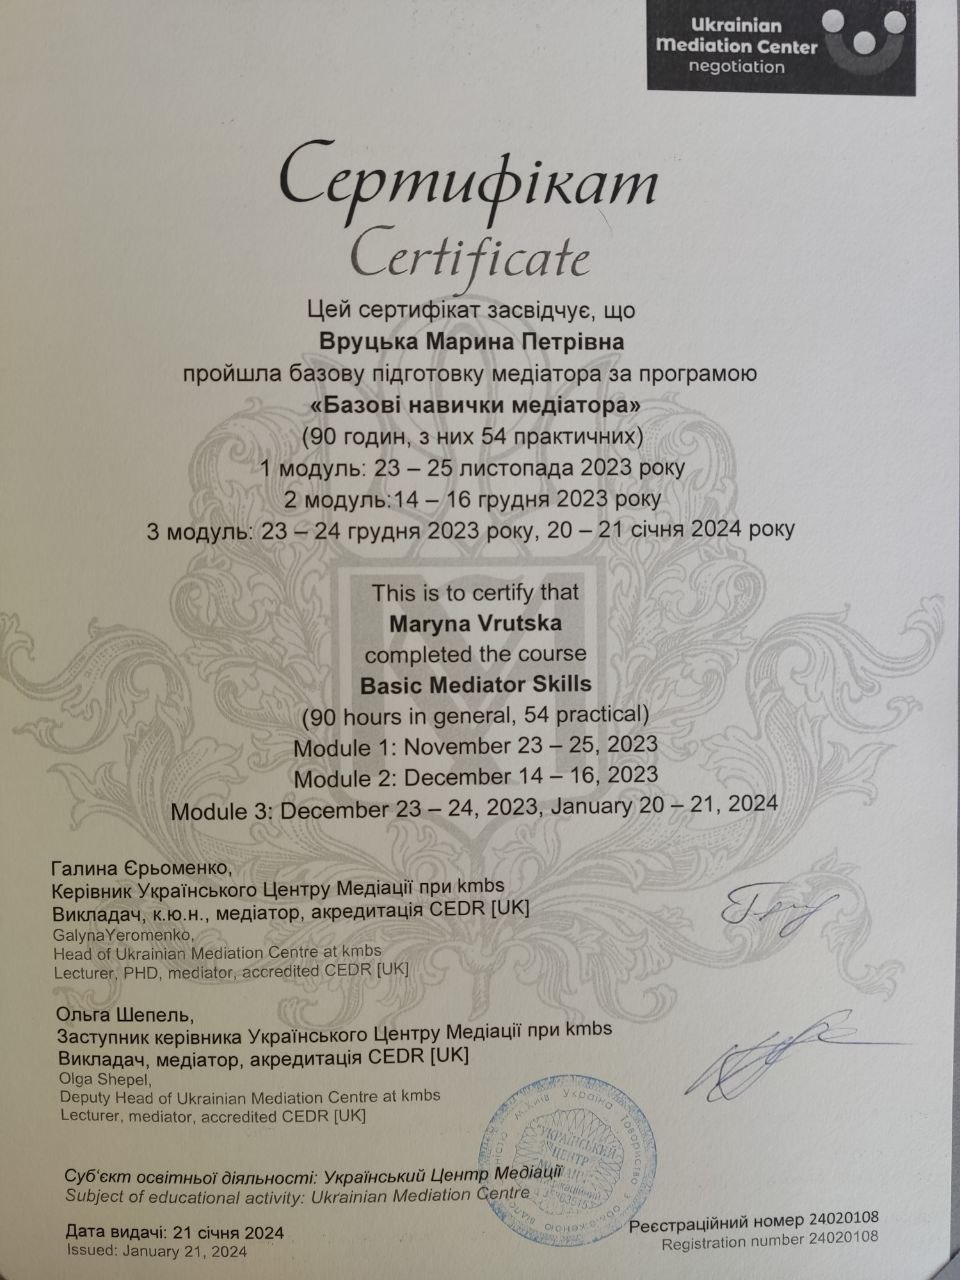 Ukrainian
Mediation Center
negotiation
Сертифікат
Certificate
Цей сертифікат засвідчує, що
Вруцька Марина Петрівна
пройшла базову підготовку медіатора за програмою
«Базові навички медіатора»
(90 годин, з них 54 практичних)
1 модуль: 23 – 25 листопада 2023 року
2 модуль:14 – 16 грудня 2023 року
3 модуль: 23 – 24 грудня 2023 року, 20 – 21 січня 2024 року
This is to certify that
Maryna Vrutska
completed the course
Basic Mediator Skills
(90 hours in general, 54 practical)
Module 1: November 23 – 25, 2023
Module 2: December 14 – 16, 2023
Module 3: December 23 – 24, 2023, January 20 – 21, 2024
Галина Єрьоменко,
Керівник Українського Центру Медіації при kmbs
Викладач, к.ю.н., медіатор, акредитація CEDR [UK]
GalynaYeromenko,
Head of Ukrainian Mediation Centre at kmbs
Lecturer, PHD, mediator, accredited CEDR [UK]
Ольга Шепель,
Заступник керівника Українського Центру Медіації при kmbs
Викладач, медіатор, акредитація CEDR [UK]
Olga Shepel,
Deputy Head of Ukrainian Mediation Centre at kmbs
Lecturer, mediator, accredited CEDR [UK]
м.Київ Україна Товариство з обмеженою
УКРАЇНСЬКИЙ
ЦЕНТР
Суб'єкт освітньої діяльності: Український Центр Медіації
Subject of educational activity: Ukrainian Mediation Centre
Дата видачі: 21 січня 2024
Issued: January 21, 2024
Реєстраційний номер 24020108
Registration number 24020108